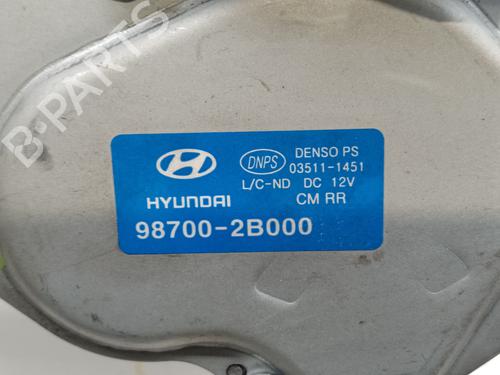 B-PARTS
DNPS
DENSO PS
03511-1451
L/C-ND DC 12V
HYUNDAI
CM RR
98700-2B000